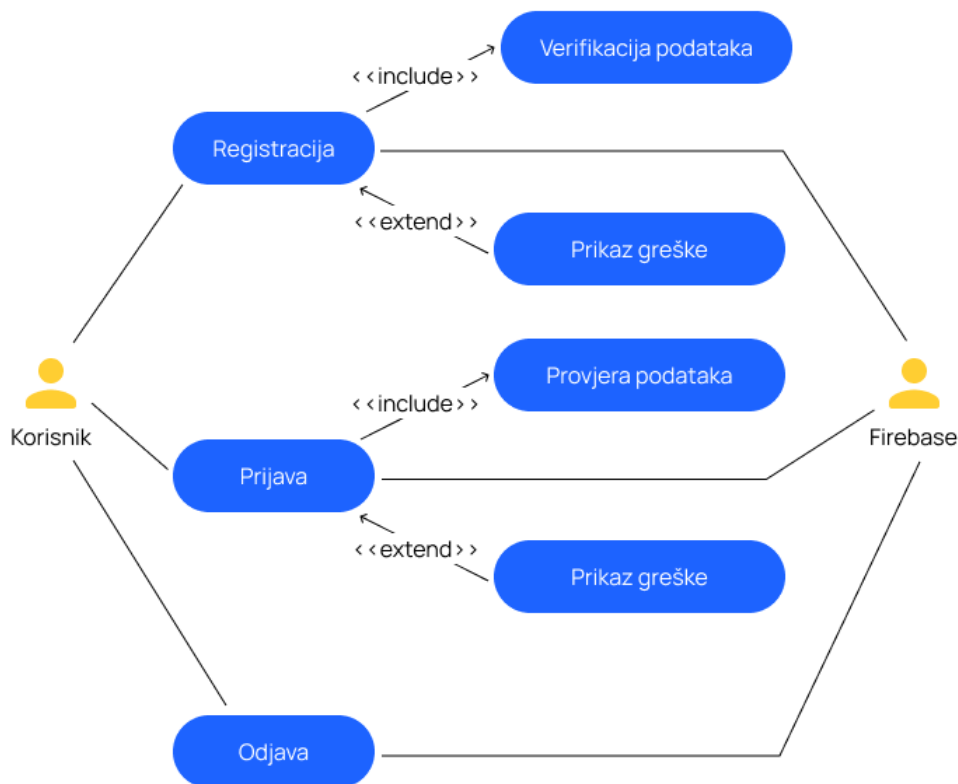 Verifikacija podataka
‹‹include››
Registracija
‹‹extend››
Prikaz greške
Provjera podataka
‹‹include››
Korisnik
Firebase
Prijava
‹‹extend››
Prikaz greške
Odjava